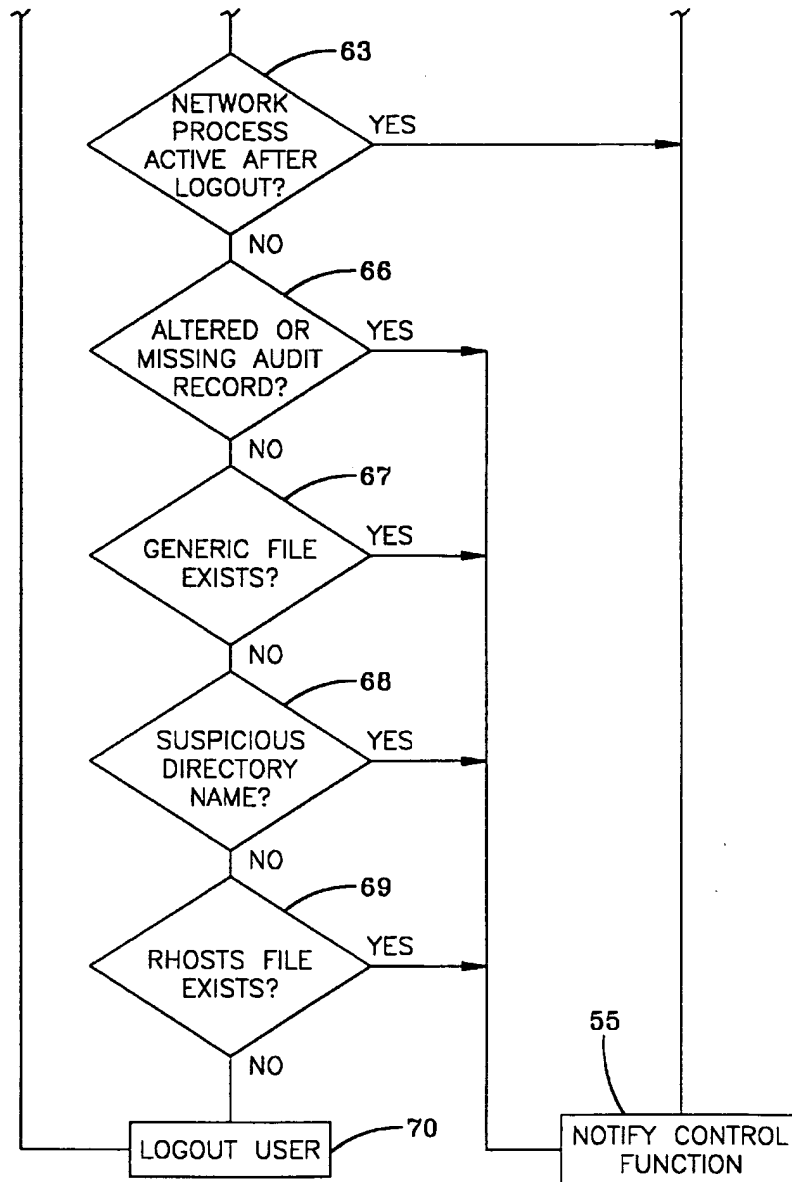 63
NETWORK
PROCESS
ACTIVE AFTER
LOGOUT?
YES
NO
66
ALTERED OR
MISSING AUDIT
RECORD?
YES
NO
67
GENERIC FILE
EXISTS?
YES
NO
68
SUSPICIOUS
DIRECTORY
NAME?
YES
NO
69
RHOSTS FILE
EXISTS?
YES
NO
LOGOUT USER
70
55
NOTIFY CONTROL
FUNCTION